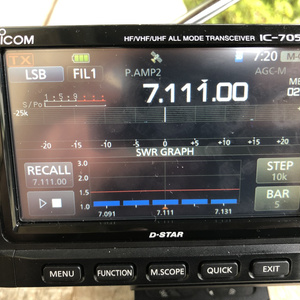 ICOM HF/VHF/UHF ALL MODE TRANSCEIVER IC-705
TX 7:20
LSB FIL1 P.AMP2 AGC-M
7.111.00
S/Po 1 5 9
-25k
-20 -15 -10 -5 0 +5 +10 +15 +20
SWR GRAPH
RECALL 7.111.00
3.0
2.5
2.0
1.5
1.0
7.091 7.111 7.131
STEP 10k
BAR S
D-STAR
MENU FUNCTION M.SCOPE QUICK EXIT